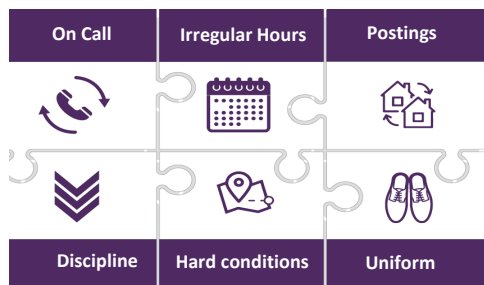 On Call
Irregular Hours
Postings
Discipline
Hard conditions
Uniform